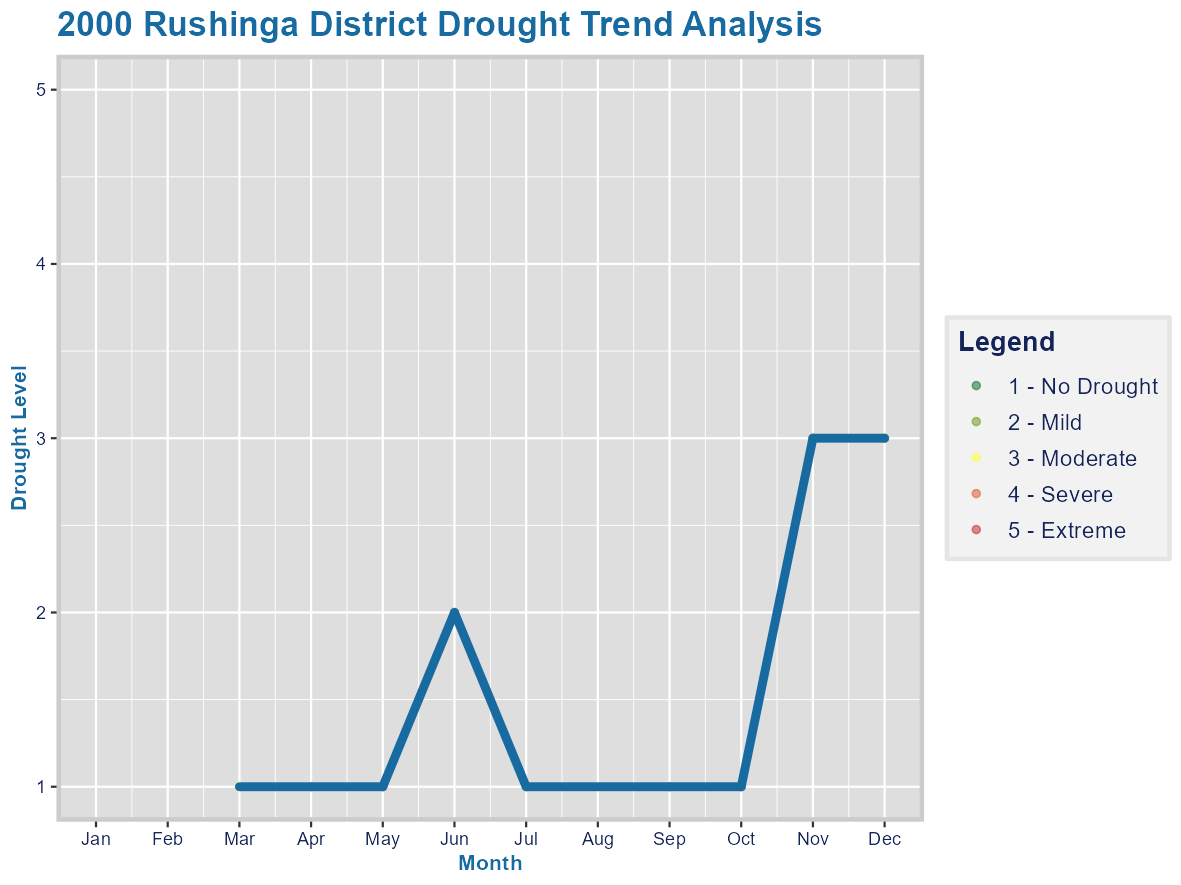 2000 Rushinga District Drought Trend Analysis
Drought Level
5
4
3
2
1
Jan Feb Mar Apr May Jun Jul Aug Sep Oct Nov Dec
Month
Legend
1 - No Drought
2 - Mild
3 - Moderate
4 - Severe
5 - Extreme